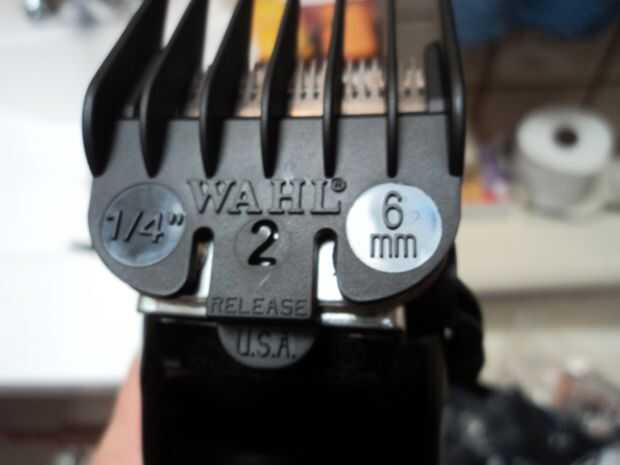 WAHL®
1/4"
2
6
mm
RELEASE
U.S.A.